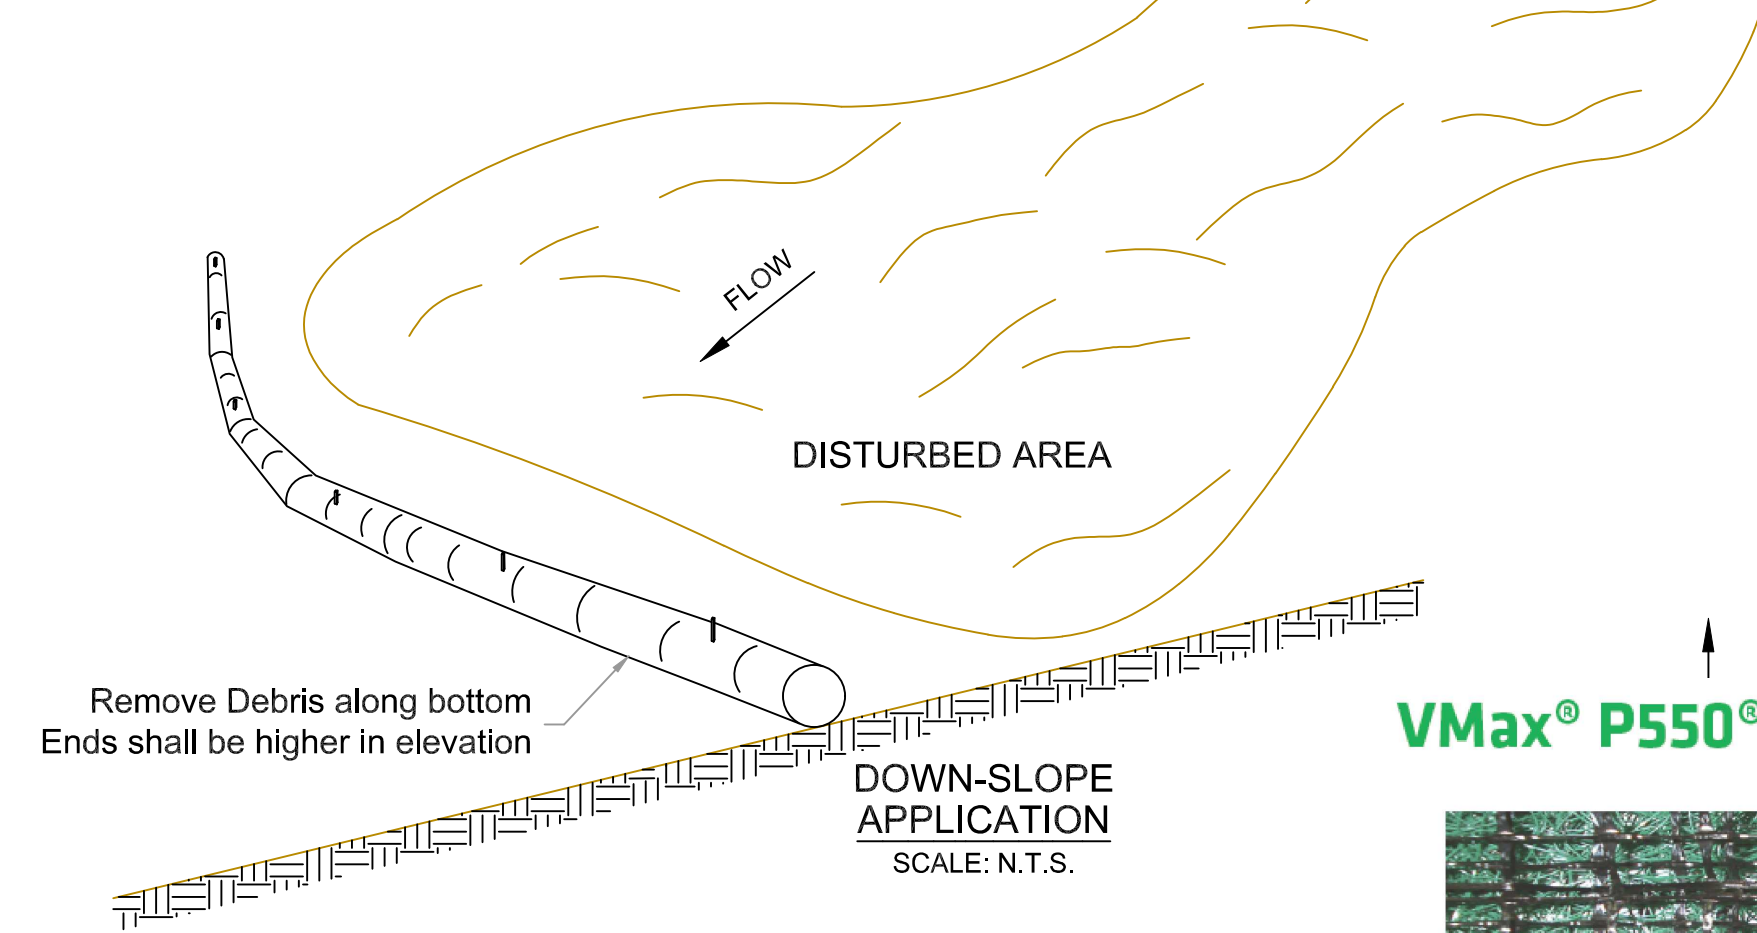 FLOW
DISTURBED AREA
Remove Debris along bottom
Ends shall be higher in elevation
DOWN-SLOPE
APPLICATION
SCALE: N.T.S.
VMax® P550®